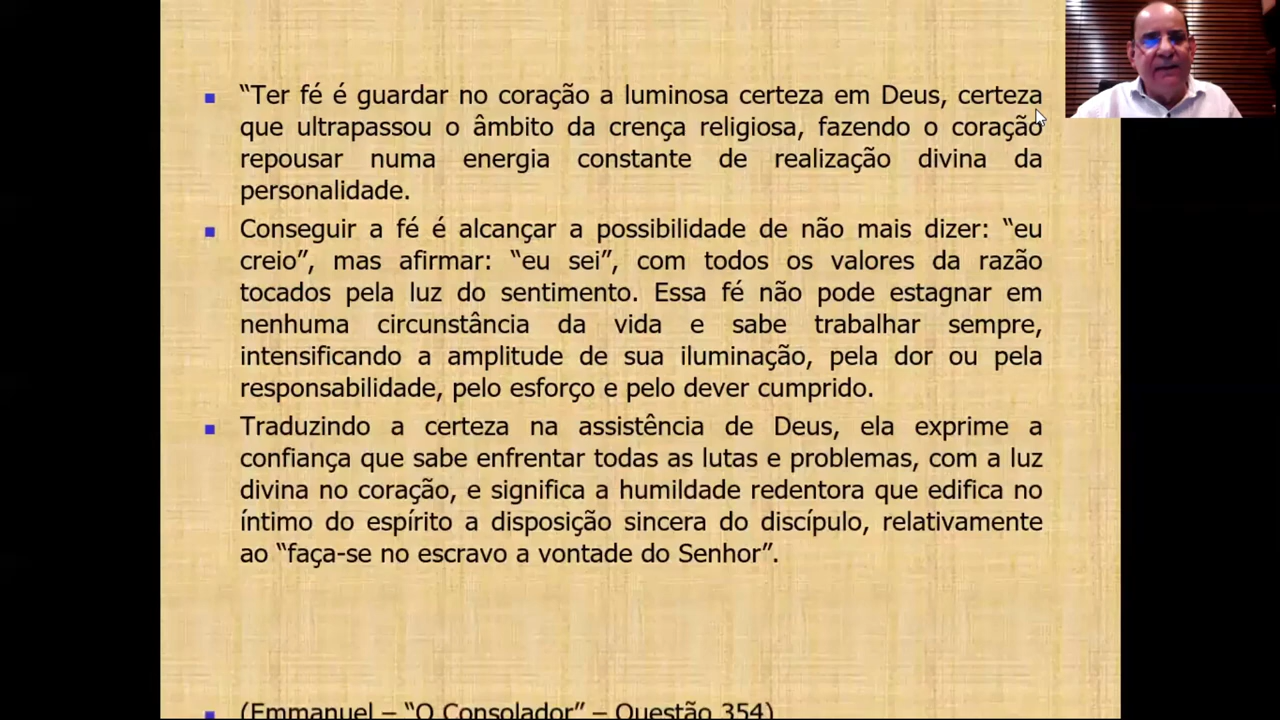 “Ter fé é guardar no coração a luminosa certeza em Deus, certeza
que ultrapassou o âmbito da crença religiosa, fazendo o coração
repousar numa energia constante de realização divina da
personalidade.
Conseguir a fé é alcançar a possibilidade de não mais dizer: “eu
creio”, mas afirmar: “eu sei”, com todos os valores da razão
tocados pela luz do sentimento. Essa fé não pode estagnar em
nenhuma circunstância da vida e sabe trabalhar sempre,
intensificando a amplitude de sua iluminação, pela dor ou pela
responsabilidade, pelo esforço e pelo dever cumprido.
Traduzindo a certeza na assistência de Deus, ela exprime a
confiança que sabe enfrentar todas as lutas e problemas, com a luz
divina no coração, e significa a humildade redentora que edifica no
íntimo do espírito a disposição sincera do discípulo, relativamente
ao “faça-se no escravo a vontade do Senhor”.
(Emmanuel – “O Consolador” – Questão 354)